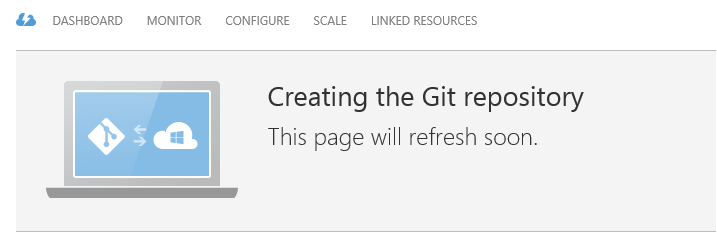 DASHBOARD MONITOR CONFIGURE SCALE LINKED RESOURCES
Creating the Git repository
This page will refresh soon.